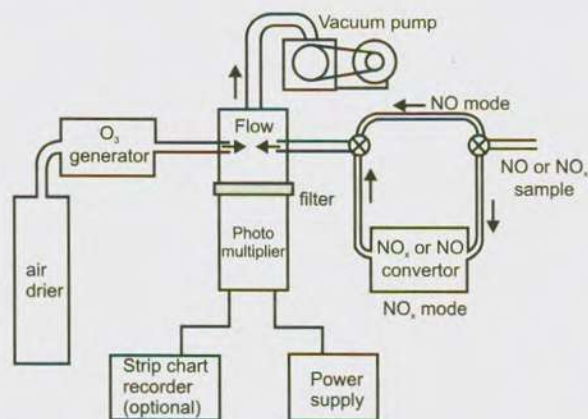 Vacuum pump
O₃
generator
Flow
NO mode
NO or NOₓ
sample
filter
Photo
multiplier
NOₓ or NO
convertor
NOₓ mode
air
drier
Strip chart
recorder
(optional)
Power
supply